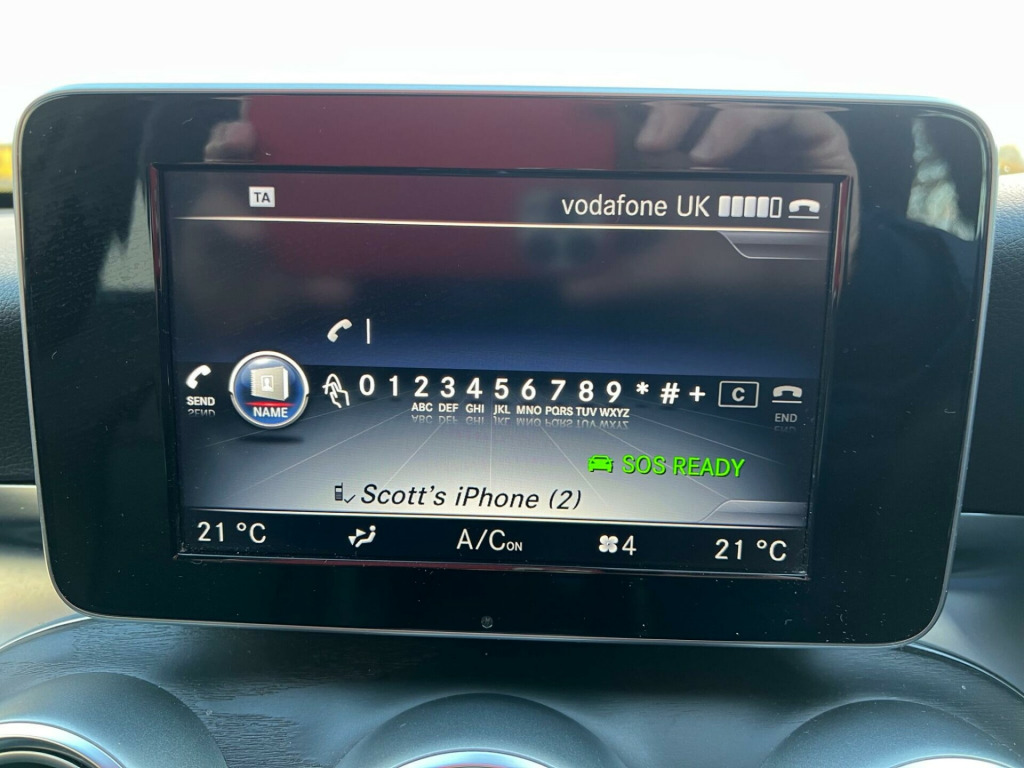 TA
vodafone UK
SEND
NAME
0 1 2 3 4 5 6 7 8 9 * # + C
ABC DEF GHI JKL MNO PQRS TUV WXYZ
END
SOS READY
Scott's iPhone (2)
21 °C A/C ON 4 21 °C